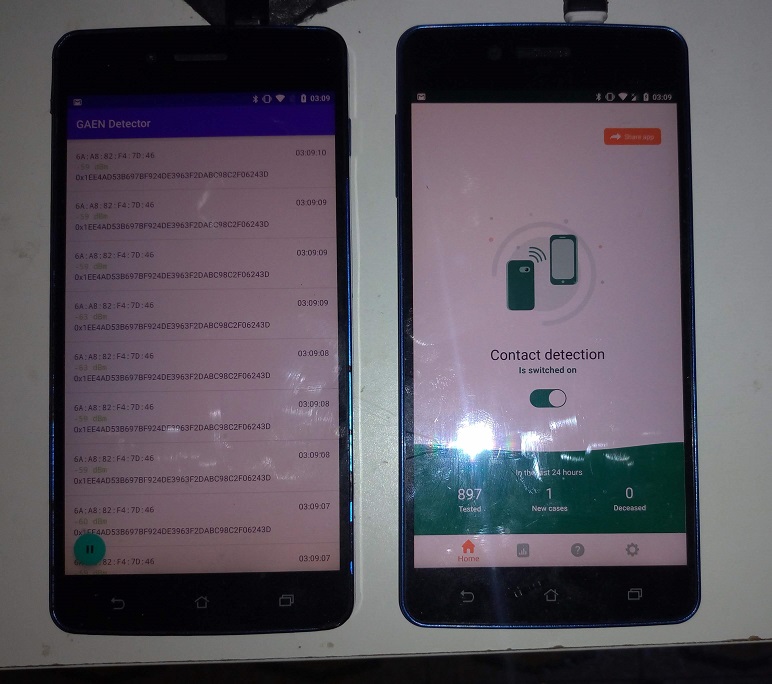 03:09
GAEN Detector
6A:A8:82:F4:7D:46
03:09:10
-59 dBm
0x1EE4AD53B697BF924DE3963F2DABC98C2F06243D
6A:A8:82:F4:7D:46
03:09:09
-59 dBm
0x1EE4AD53B697BF924DE3963F2DABC98C2F06243D
6A:A8:82:F4:7D:46
03:09:09
-59 dBm
0x1EE4AD53B697BF924DE3963F2DABC98C2F06243D
6A:A8:82:F4:7D:46
03:09:09
dBm
0x1EE4AD53B697BF924DE3963F2DABC98C2F06243D
6A:A8:82:F4:7D:46
03:09:08
dBm
0x1EE4AD53B697BF924DE3963F2DABC98C2F06243D
6A:A8:82:F4:7D:46
03:09:08
dBm
0x1EE4AD53B697BF924DE3963F2DABC98C2F06243D
6A:A8:82:F4:7D:46
03:09:08
-59 dBm
0x1EE4AD53B697BF924DE3963F2DABC98C2F06243D
6A:A8:82:F4:7D:46
03:09:07
dBm
0x1EE4AD53B697BF924DE3963F2DABC98C2F06243D
6A:A8:82:F4:7D:46
03:09:07
03:09
Share app
Contact detection
Is switched on
In the last 24 hours
897
1
0
Tested
New cases
Deceased
Home